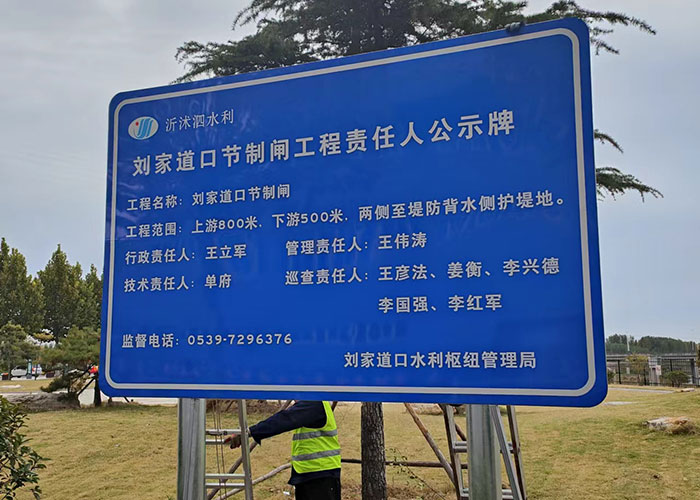 沂沭泗水利
刘家道口节制闸工程责任人公示牌
工程名称：刘家道口节制闸
工程范围：上游800米，下游500米，两侧至堤防背水侧护堤地。
行政责任人：王立军 管理责任人：王伟涛
技术责任人：单府 巡查责任人：王彦法、姜衡、李兴德
李国强、李红军
监督电话：0539-7296376
刘家道口水利枢纽管理局